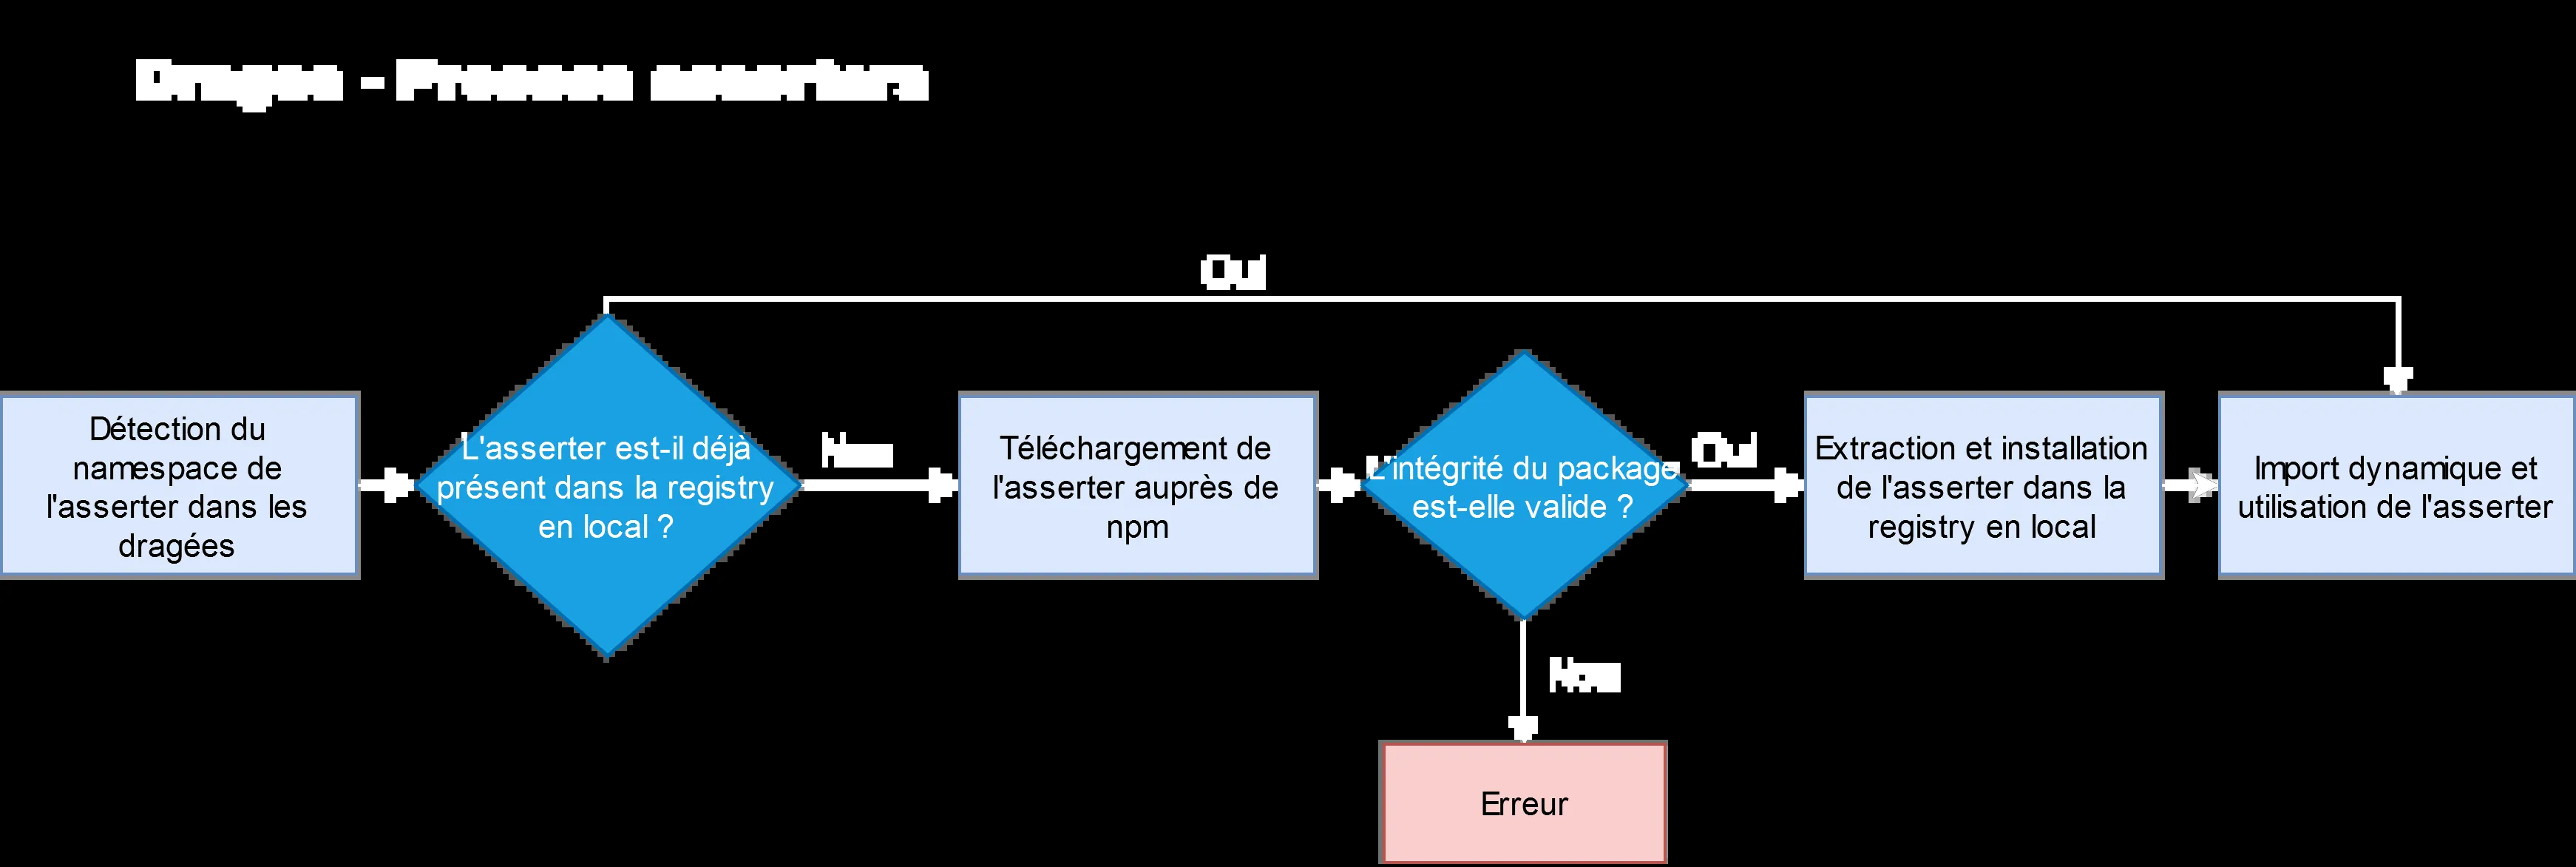 Dragee - Process asserters
Oui
Détection du
namespace de
l'asserter dans les
dragées
L'asserter est-il déjà
présent dans la registry
en local ?
Non
Téléchargement de
l'asserter auprès de
npm
L'intégrité du package
est-elle valide ?
Oui
Extraction et installation
de l'asserter dans la
registry en local
Import dynamique et
utilisation de l'asserter
Non
Erreur